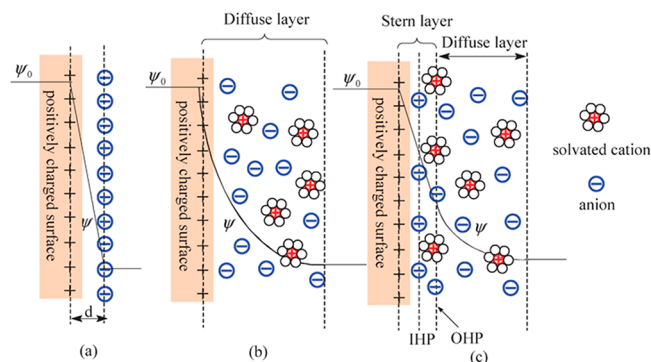 Diffuse layer
Stern layer
Diffuse layer
ψ₀
ψ₀
ψ₀
positively charged surface
positively charged surface
positively charged surface
ψ
ψ
ψ
solvated cation
anion
d
IHP
OHP
(a)
(b)
(c)